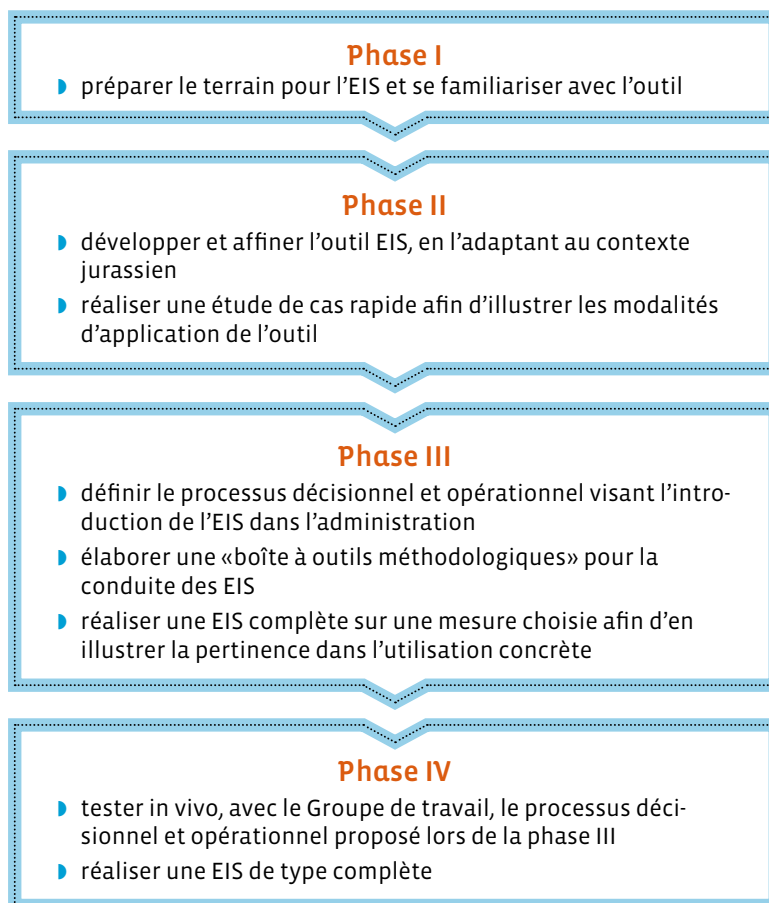 Phase I
◗ préparer le terrain pour l’EIS et se familiariser avec l’outil
Phase II
◗ développer et affiner l’outil EIS, en l’adaptant au contexte
jurassien
◗ réaliser une étude de cas rapide afin d’illustrer les modalités
d’application de l’outil
Phase III
◗ définir le processus décisionnel et opérationnel visant l’intro-
duction de l’EIS dans l’administration
◗ élaborer une «boîte à outils méthodologiques» pour la
conduite des EIS
◗ réaliser une EIS complète sur une mesure choisie afin d’en
illustrer la pertinence dans l’utilisation concrète
Phase IV
◗ tester in vivo, avec le Groupe de travail, le processus déci-
sionnel et opérationnel proposé lors de la phase III
◗ réaliser une EIS de type complète